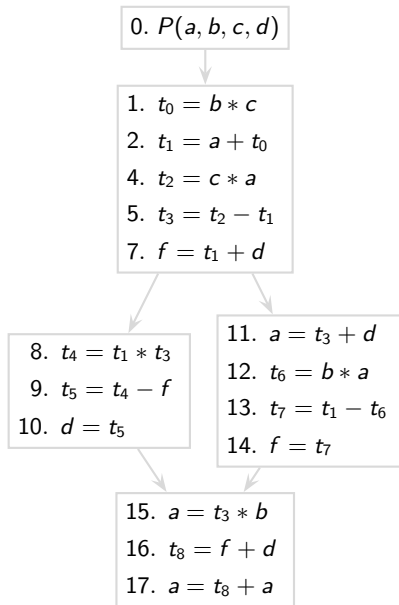 0. P(a, b, c, d)
1. t₀ = b ∗ c
2. t₁ = a + t₀
4. t₂ = c ∗ a
5. t₃ = t₂ − t₁
7. f = t₁ + d
8. t₄ = t₁ ∗ t₃
9. t₅ = t₄ − f
10. d = t₅
11. a = t₃ + d
12. t₆ = b ∗ a
13. t₇ = t₁ − t₆
14. f = t₇
15. a = t₃ ∗ b
16. t₈ = f + d
17. a = t₈ + a